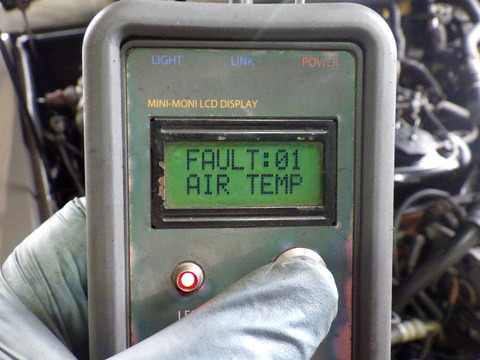 LIGHT LINK POWER
MINI-MONI LCD DISPLAY
FAULT:01
AIR TEMP